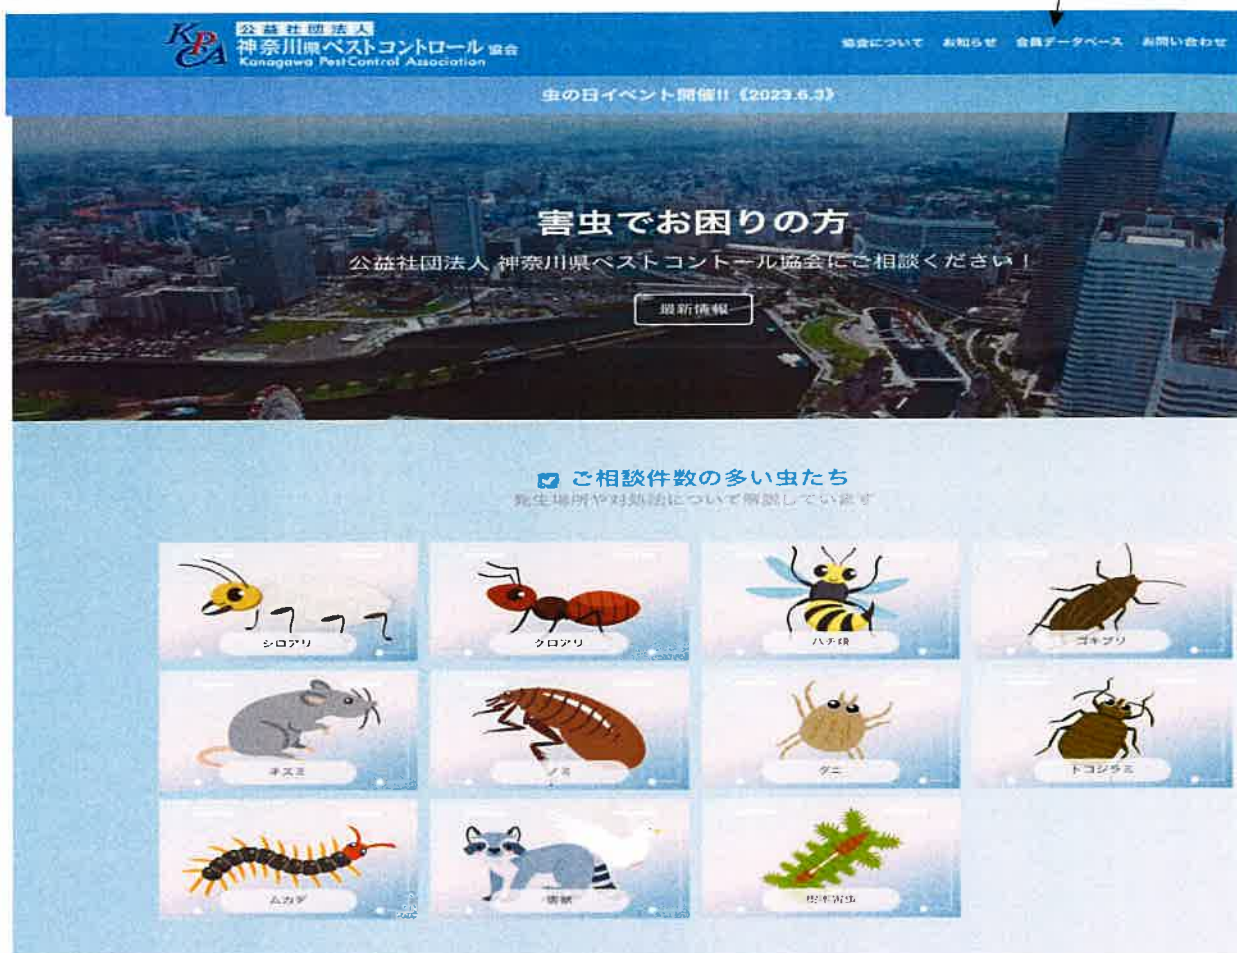 KPCA
公益社団法人
神奈川県ペストコントロール協会
Kanagawa PestControl Association
協会について お知らせ 会員データベース お問い合わせ
虫の日イベント開催!!《2023.6.3》
害虫でお困りの方
公益社団法人 神奈川県ペストコントール協会にご相談ください!
最新情報
ご相談件数の多い虫たち
発生場所や対処法について解説しています
シロアリ
クロアリ
ハチ類
ゴキブリ
ネズミ
ノミ
ダニ
トコジラミ
ムカデ
害獣
樹木害虫